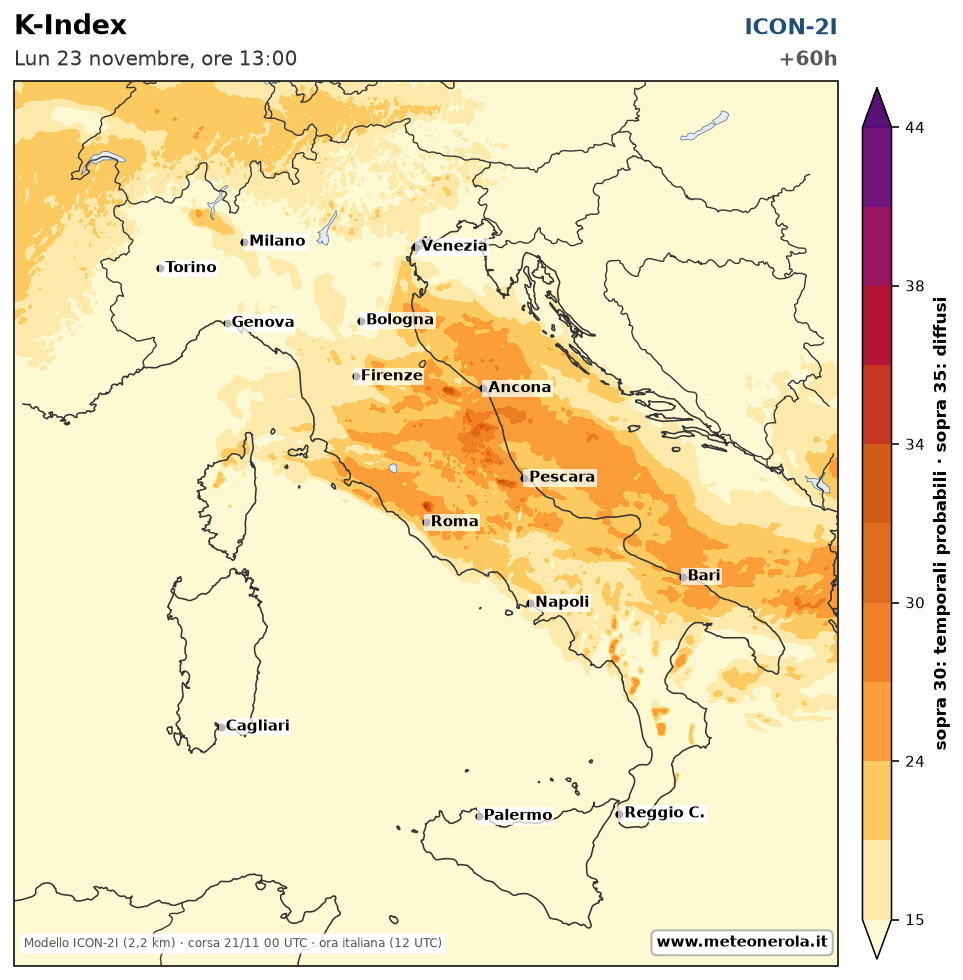 K-Index
ICON-2I
Lun 23 novembre, ore 13:00
+60h
44
38
34
30
24
15
sopra 30: temporali probabili · sopra 35: diffusi
Milano
Venezia
Torino
Genova
Bologna
Firenze
Ancona
Pescara
Roma
Bari
Napoli
Cagliari
Palermo
Reggio C.
Modello ICON-2I (2,2 km) · corsa 21/11 00 UTC · ora italiana (12 UTC)
www.meteonerola.it